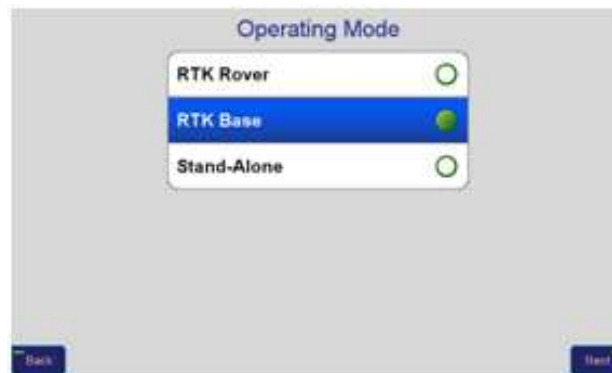 Operating Mode
RTK Rover
RTK Base
Stand-Alone
Back
Next